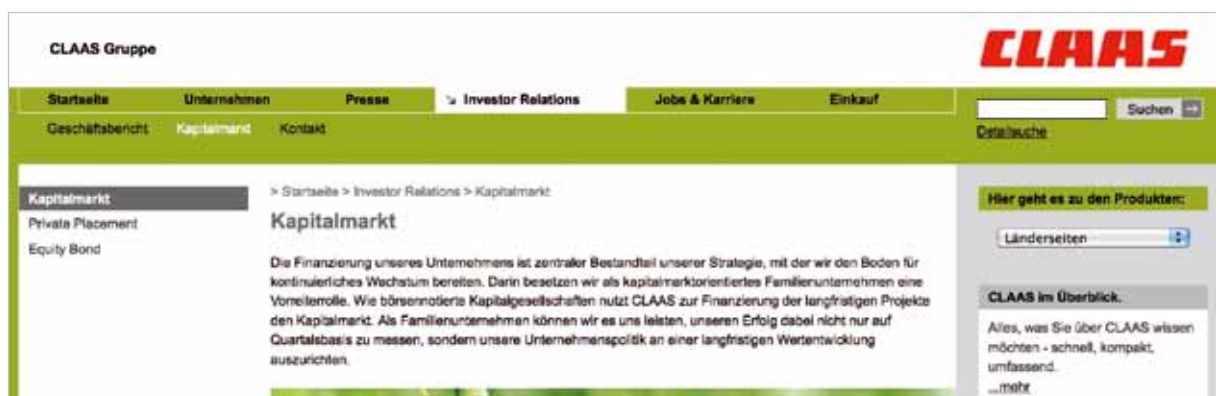 CLAAS Gruppe
CLAAS
Startseite Unternehmen Presse Investor Relations Jobs & Karriere Einkauf
Suchen
Geschäftsbericht Kapitalmarkt Kontakt
Detailsuche
Kapitalmarkt
Private Placement
Equity Bond
> Startseite > Investor Relations > Kapitalmarkt
Kapitalmarkt
Die Finanzierung unseres Unternehmens ist zentraler Bestandteil unserer Strategie, mit der wir den Boden für
kontinuierliches Wachstum bereiten. Darin besetzen wir als kapitalmarktorientiertes Familienunternehmen eine
Vorreiterrolle. Wie börsennotierte Kapitalgesellschaften nutzt CLAAS zur Finanzierung der langfristigen Projekte
den Kapitalmarkt. Als Familienunternehmen können wir es uns leisten, unseren Erfolg dabei nicht nur auf
Quartalsbasis zu messen, sondern unsere Unternehmenspolitik an einer langfristigen Wertentwicklung
auszurichten.
Hier geht es zu den Produkten:
Länderseiten
CLAAS im Überblick.
Alles, was Sie über CLAAS wissen
möchten - schnell, kompakt,
umfassend.
...mehr